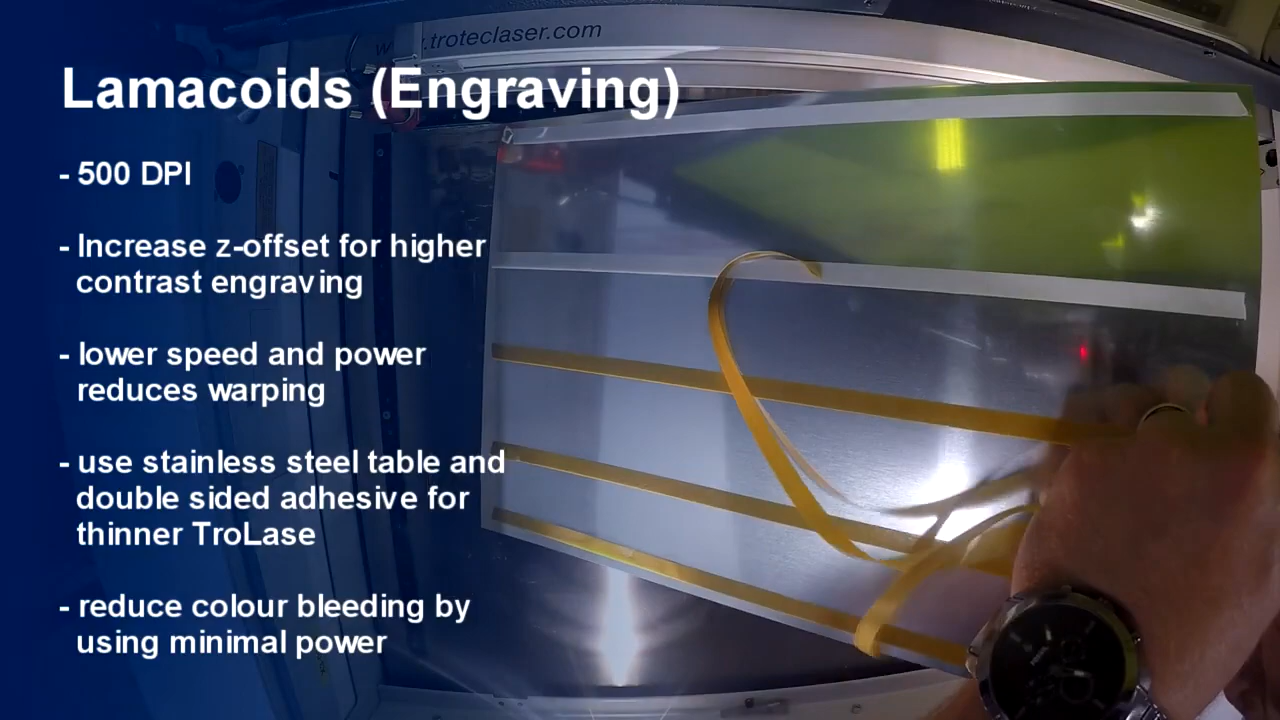 www.troteclaser.com
Lamacoids (Engraving)
- 500 DPI
- Increase z-offset for higher
contrast engraving
- lower speed and power
reduces warping
- use stainless steel table and
double sided adhesive for
thinner TroLase
- reduce colour bleeding by
using minimal power